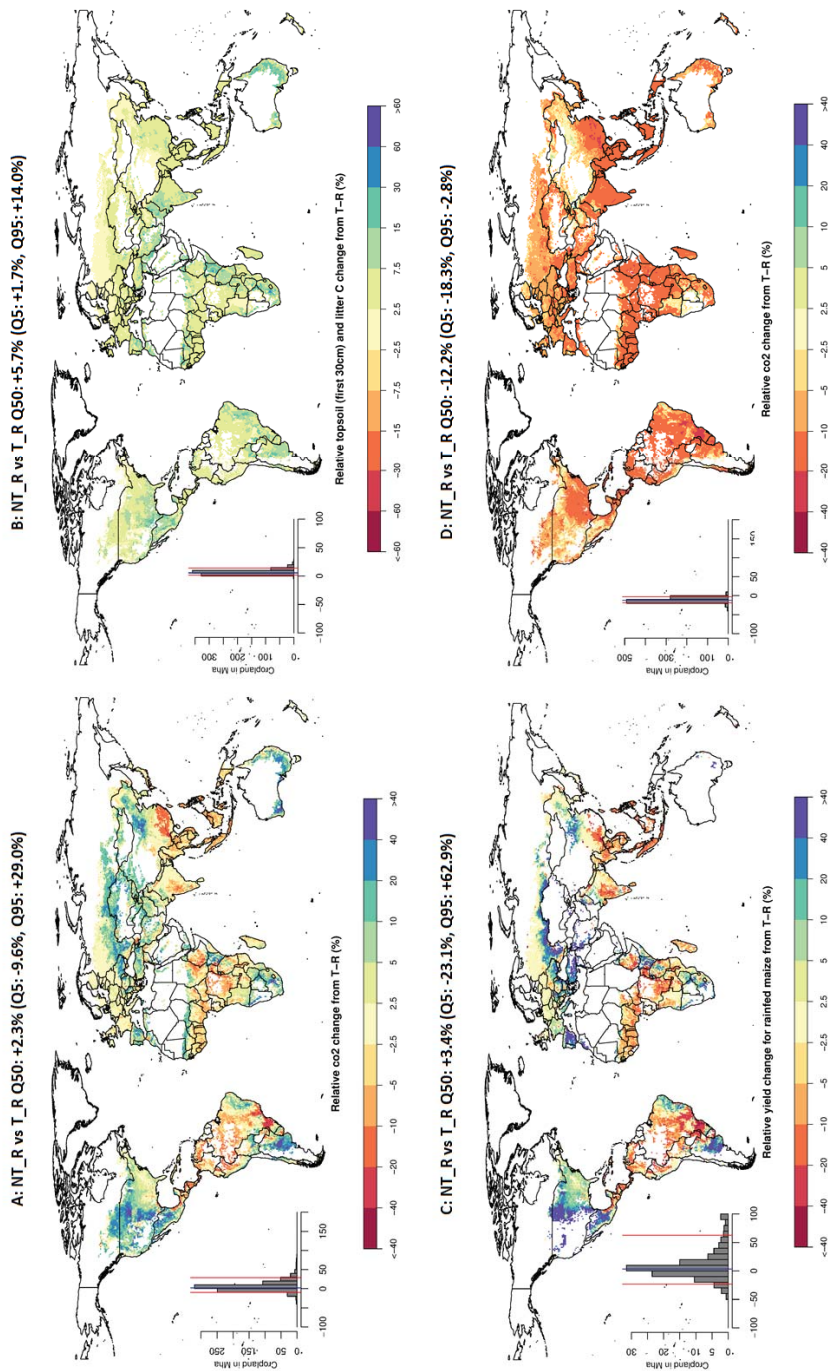 A: NT_R vs T_R Q50: +2.3% (Q5: -9.6%, Q95: +29.0%)
Cropland in Mha
0 50 150 250
-100 0 50 150
Relative co2 change from T-R (%)
<-40 -40 -20 -10 -5 -2.5 2.5 5 10 20 40 >40
B: NT_R vs T_R Q50: +5.7% (Q5: +1.7%, Q95: +14.0%)
Cropland in Mha
0 100 200 300
-100 -50 0 50 100
Relative topsoil (first 30cm) and litter C change from T-R (%)
<-60 -60 -30 -15 -7.5 -2.5 2.5 7.5 15 30 60 >60
C: NT_R vs T_R Q50: +3.4% (Q5: -23.1%, Q95: +62.9%)
Cropland in Mha
0 5 10 20 30
-100 -50 0 50 100
Relative yield change for rainfed maize from T-R (%)
<-40 -40 -20 -10 -5 -2.5 2.5 5 10 20 40 >40
D: NT_R vs T_R Q50: -12.2% (Q5: -18.3%, Q95: -2.8%)
Cropland in Mha
0 100 300 500
-100 0 50 150
Relative co2 change from T-R (%)
<-40 -40 -20 -10 -5 -2.5 2.5 5 10 20 40 >40